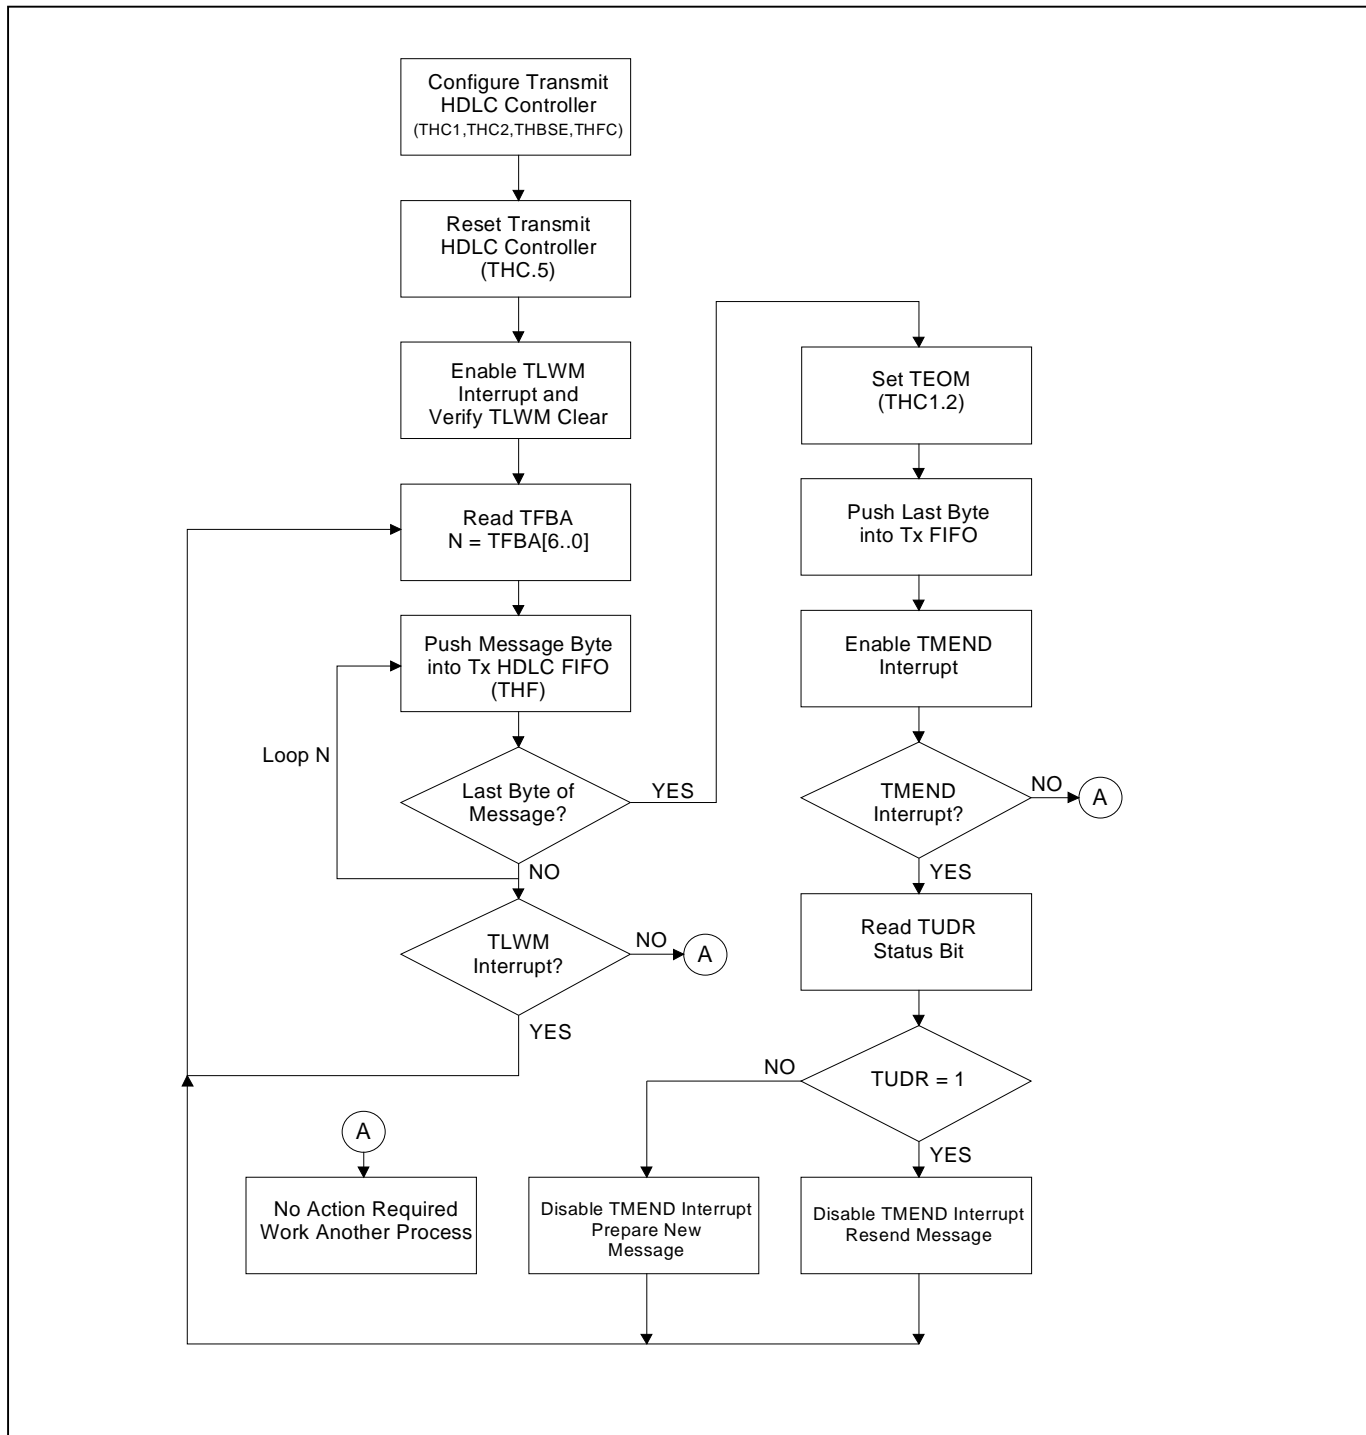 Configure Transmit
HDLC Controller
(THC1,THC2,THBSE,THFC)
Reset Transmit
HDLC Controller
(THC.5)
Enable TLWM
Interrupt and
Verify TLWM Clear
Read TFBA
N = TFBA[6..0]
Push Message Byte
into Tx HDLC FIFO
(THF)
Loop N
Last Byte of
Message?
YES
NO
TLWM
Interrupt?
NO
A
YES
A
No Action Required
Work Another Process
Set TEOM
(THC1.2)
Push Last Byte
into Tx FIFO
Enable TMEND
Interrupt
TMEND
Interrupt?
NO
A
YES
Read TUDR
Status Bit
TUDR = 1
NO
YES
Disable TMEND Interrupt
Prepare New
Message
Disable TMEND Interrupt
Resend Message